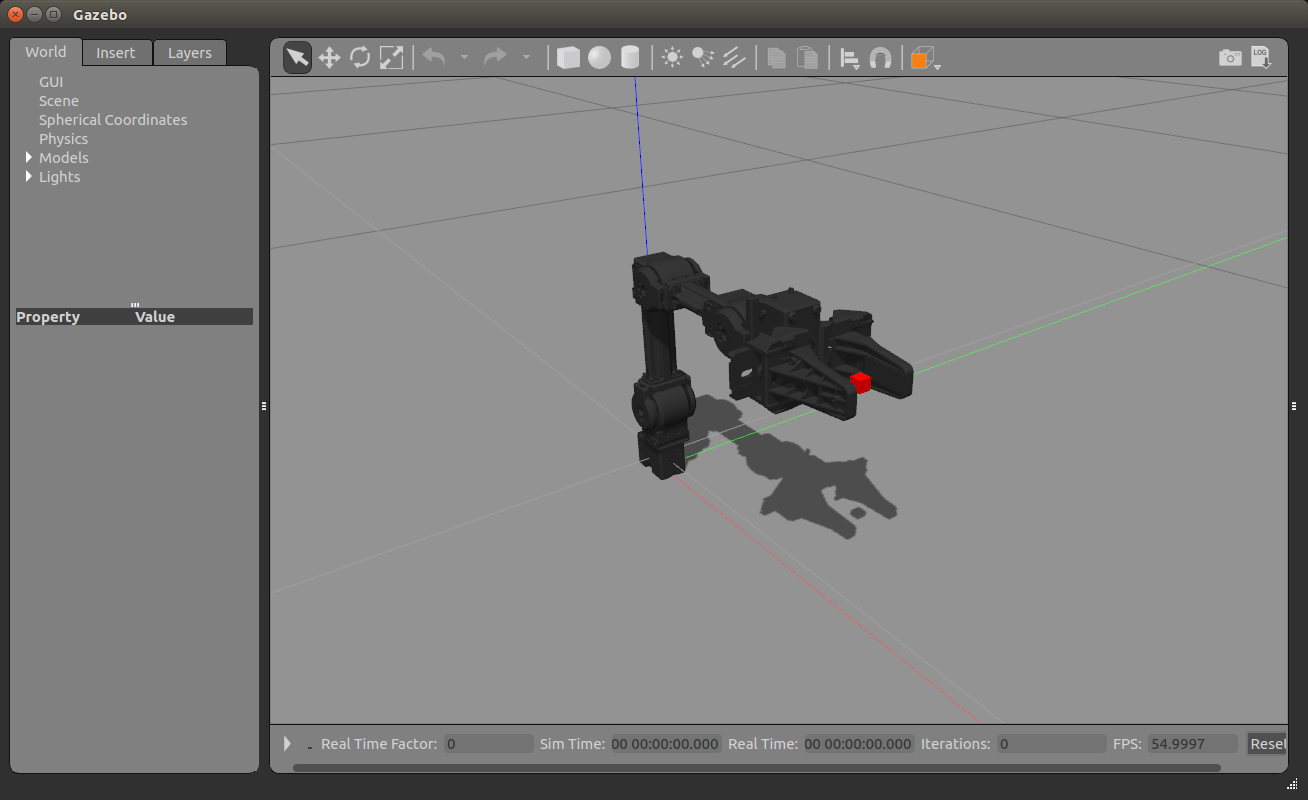 Gazebo
World Insert Layers
GUI
Scene
Spherical Coordinates
Physics
Models
Lights
Property Value
LOG
Real Time Factor: 0 Sim Time: 00 00:00:00.000 Real Time: 00 00:00:00.000 Iterations: 0 FPS: 54.9997 Reset